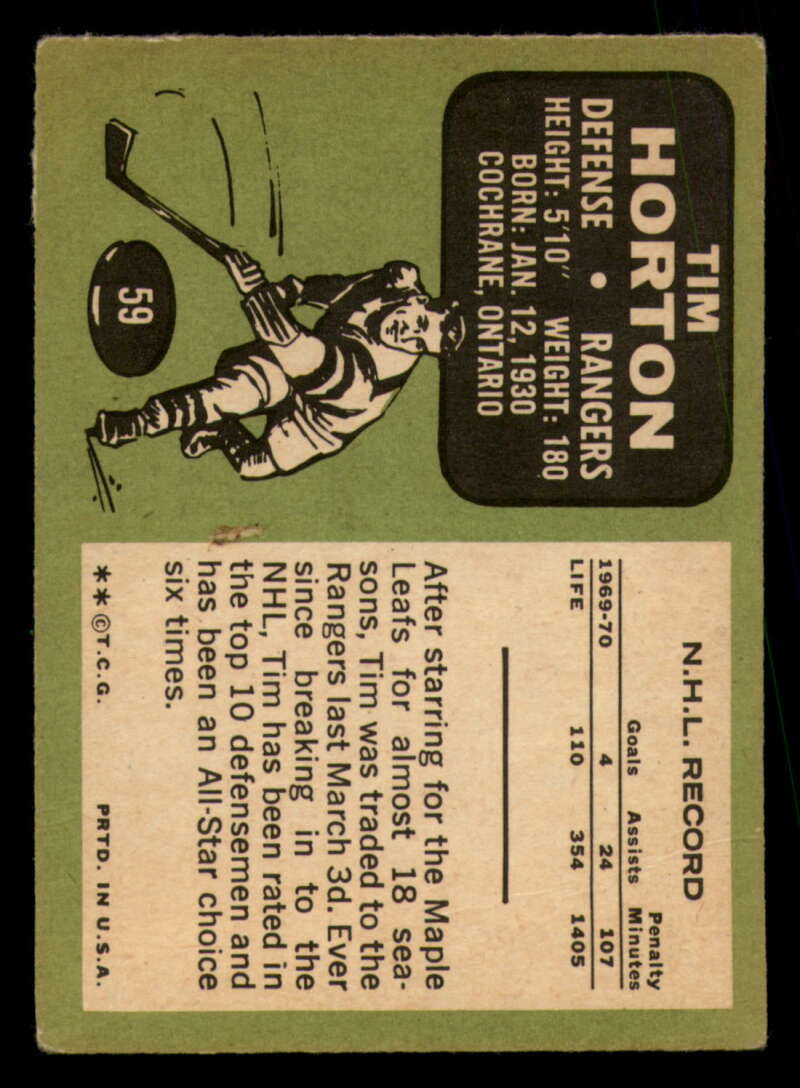 TIM
HORTON
DEFENSE • RANGERS
HEIGHT: 5'10" WEIGHT: 180
BORN: JAN. 12, 1930
COCHRANE, ONTARIO
59
N.H.L. RECORD
Goals Assists Penalty Minutes
1969-70 4 24 107
LIFE 110 354 1405
After starring for the Maple
Leafs for almost 18 sea-
sons, Tim was traded to the
Rangers last March 3d. Ever
since breaking in to the
NHL, Tim has been rated in
the top 10 defensemen and
has been an All-Star choice
six times.
**©T.C.G. PRTD. IN U.S.A.